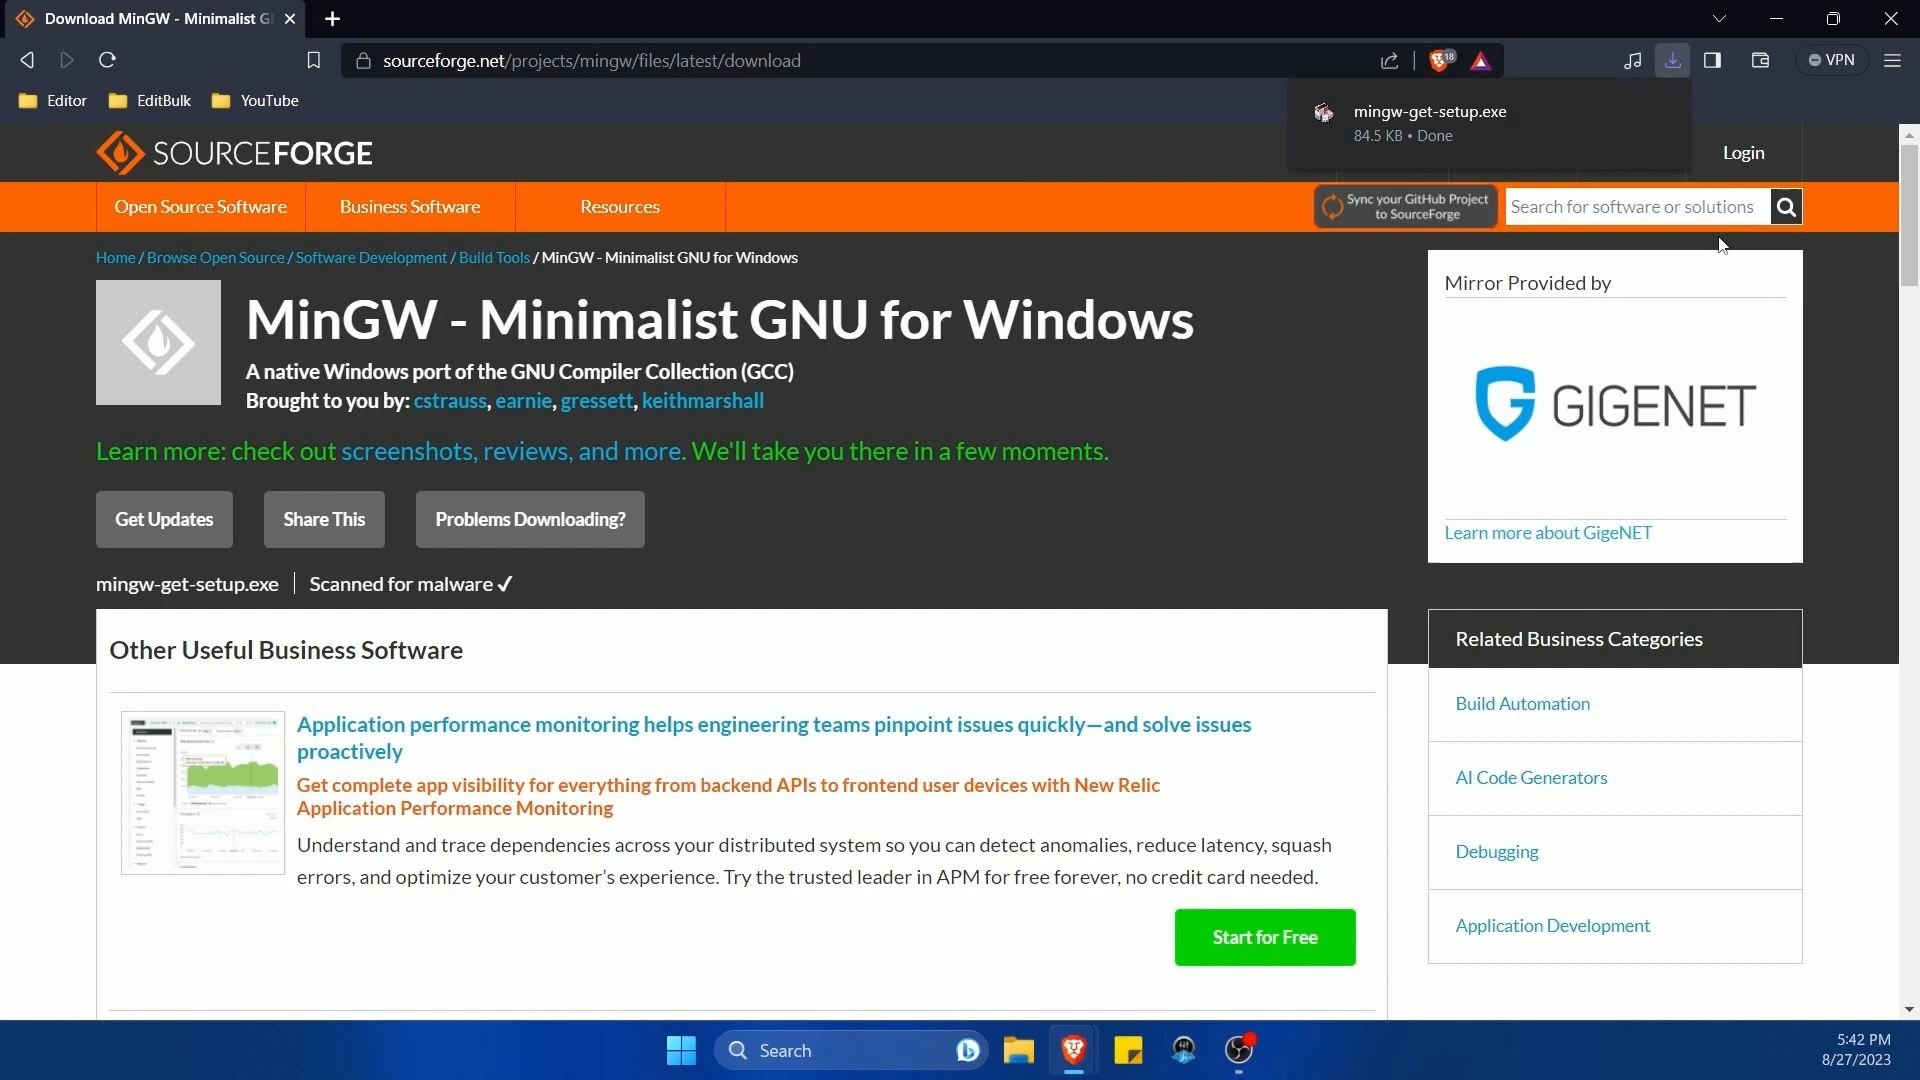 Download MinGW - Minimalist G
sourceforge.net/projects/mingw/files/latest/download
18
VPN
Editor
EditBulk
YouTube
mingw-get-setup.exe
84.5 KB • Done
SOURCEFORGE
Login
Open Source Software
Business Software
Resources
Sync your GitHub Project
to SourceForge
Search for software or solutions
Home / Browse Open Source / Software Development / Build Tools / MinGW - Minimalist GNU for Windows
MinGW - Minimalist GNU for Windows
A native Windows port of the GNU Compiler Collection (GCC)
Brought to you by: cstrauss, earnie, gressett, keithmarshall
Learn more: check out screenshots, reviews, and more. We'll take you there in a few moments.
Get Updates
Share This
Problems Downloading?
mingw-get-setup.exe
Scanned for malware ✓
Mirror Provided by
GIGENET
Learn more about GigeNET
Other Useful Business Software
Application performance monitoring helps engineering teams pinpoint issues quickly—and solve issues
proactively
Get complete app visibility for everything from backend APIs to frontend user devices with New Relic
Application Performance Monitoring
Understand and trace dependencies across your distributed system so you can detect anomalies, reduce latency, squash
errors, and optimize your customer's experience. Try the trusted leader in APM for free forever, no credit card needed.
Start for Free
Related Business Categories
Build Automation
AI Code Generators
Debugging
Application Development
Search
5:42 PM
8/27/2023